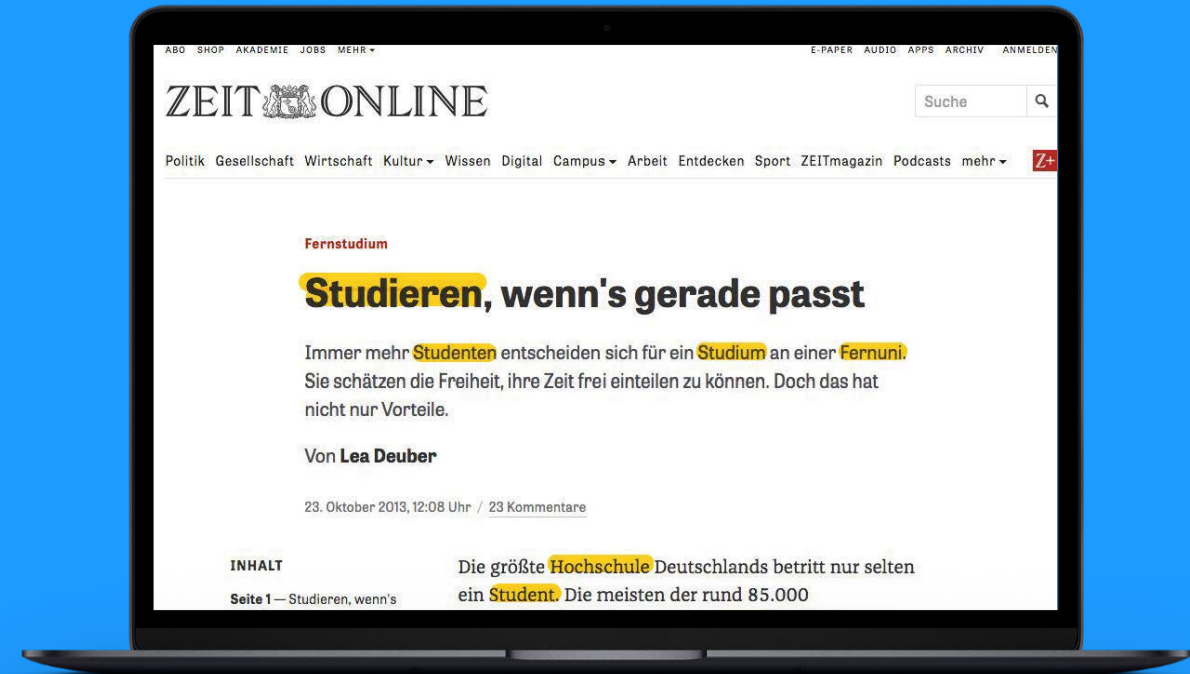 ABO SHOP AKADEMIE JOBS MEHR E-PAPER AUDIO APPS ARCHIV ANMELDEN
ZEIT ONLINE
Suche
Politik Gesellschaft Wirtschaft Kultur Wissen Digital Campus Arbeit Entdecken Sport ZEITmagazin Podcasts mehr Z+
Fernstudium
Studieren, wenn's gerade passt
Immer mehr Studenten entscheiden sich für ein Studium an einer Fernuni.
Sie schätzen die Freiheit, ihre Zeit frei einteilen zu können. Doch das hat
nicht nur Vorteile.
Von Lea Deuber
23. Oktober 2013, 12:08 Uhr / 23 Kommentare
INHALT
Seite 1 — Studieren, wenn's
Die größte Hochschule Deutschlands betritt nur selten
ein Student. Die meisten der rund 85.000